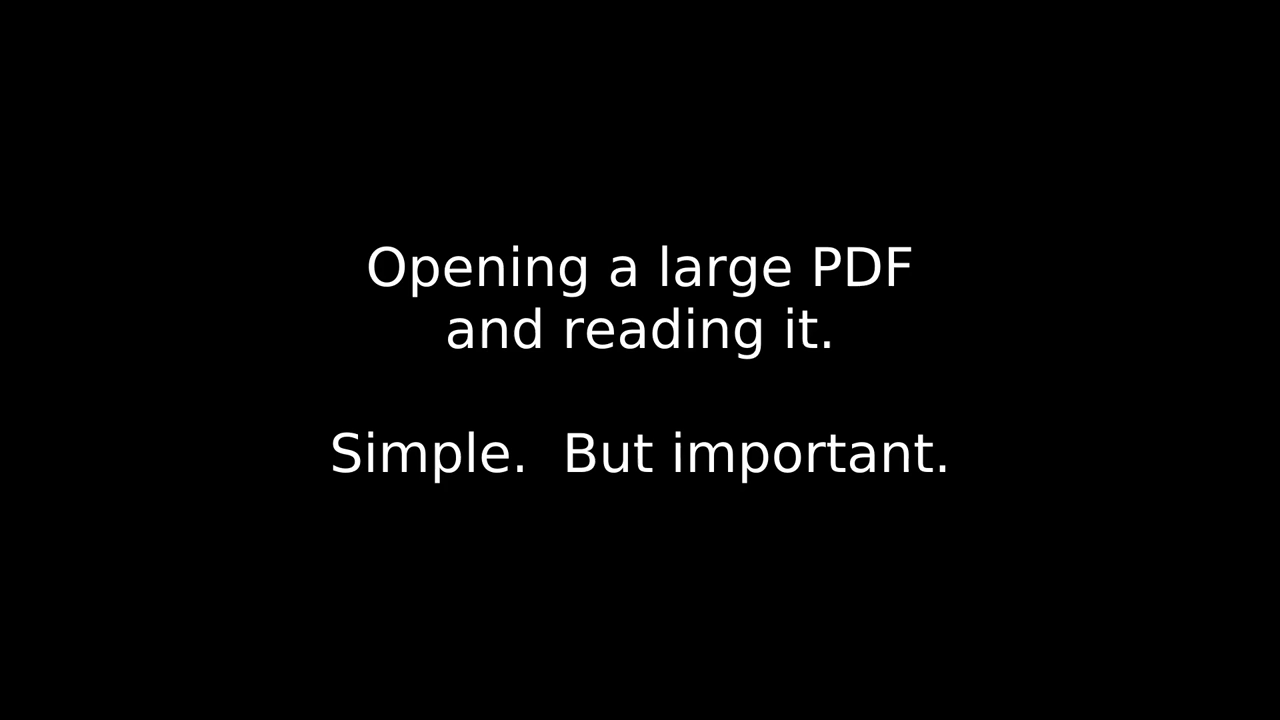 Opening a large PDF
and reading it.
Simple.  But important.